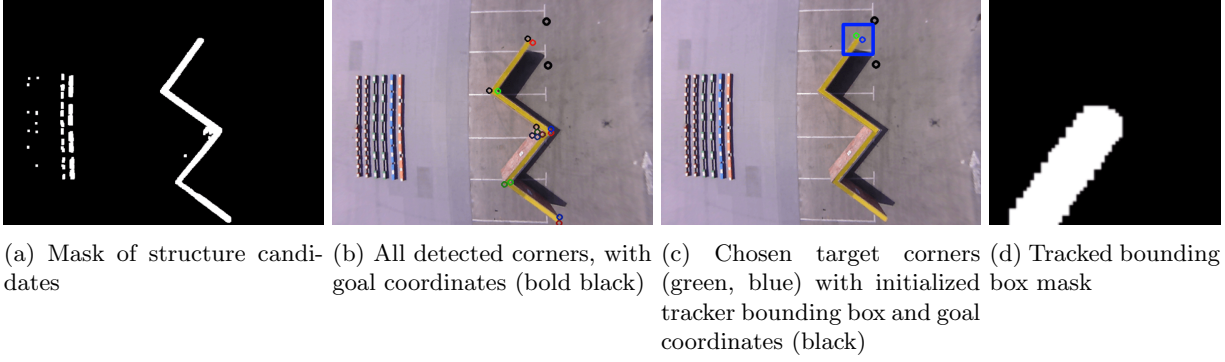 (a) Mask of structure candi-
dates
(b) All detected corners, with
goal coordinates (bold black)
(c) Chosen target corners
(green, blue) with initialized
tracker bounding box and goal
coordinates (black)
(d) Tracked bounding
box mask